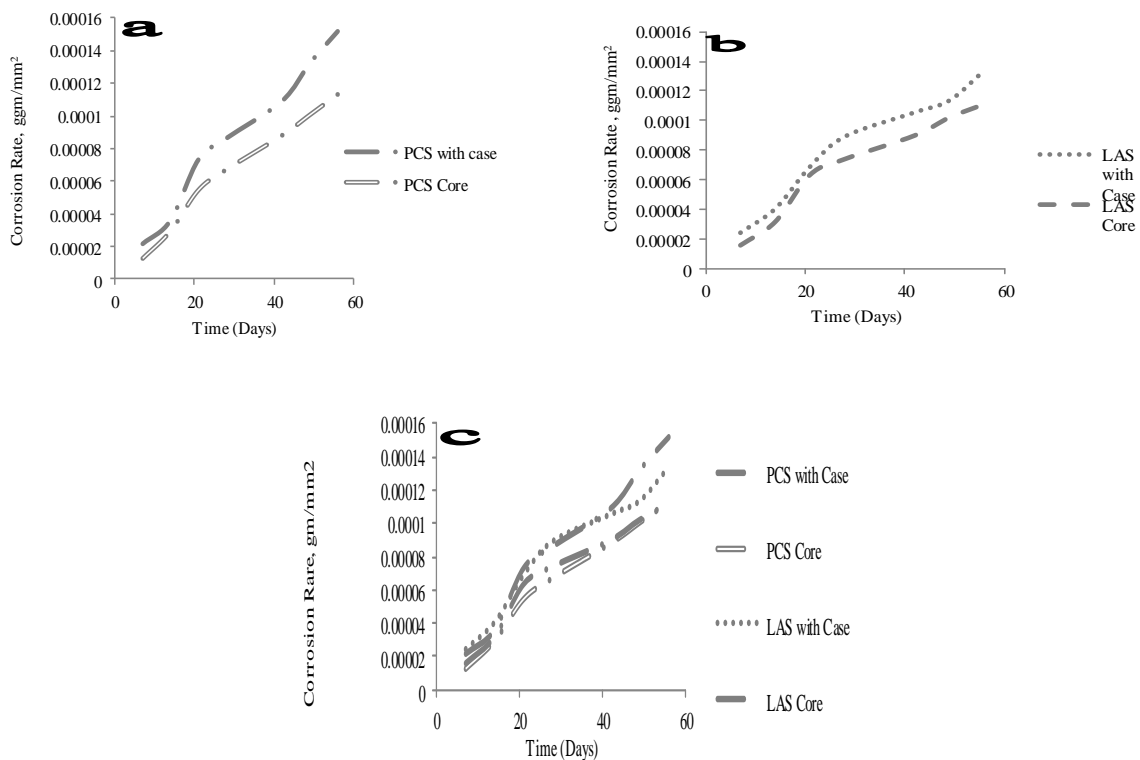 a
0.00016
0.00014
0.00012
0.0001
0.00008
0.00006
0.00004
0.00002
0
0 20 40 60
Corrosion Rate, ggm/mm²
Time (Days)
PCS with case
PCS Core
b
0.00016
0.00014
0.00012
0.0001
0.00008
0.00006
0.00004
0.00002
0
0 20 40 60
Corrosion Rate , ggm/mm²
Time (Days)
LAS
with
Case
LAS
Core
c
0.00016
0.00014
0.00012
0.0001
0.00008
0.00006
0.00004
0.00002
0
0 20 40 60
Corrosion Rare, gm/mm2
Time (Days)
PCS with Case
PCS Core
LAS with Case
LAS Core